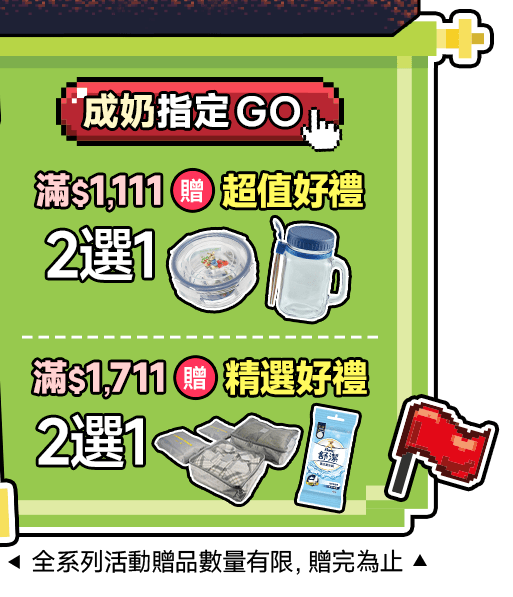 成奶指定GO
滿$1,111 贈 超值好禮
2選1
滿$1,711 贈 精選好禮
2選1
舒潔
◀ 全系列活動贈品數量有限, 贈完為止 ▲